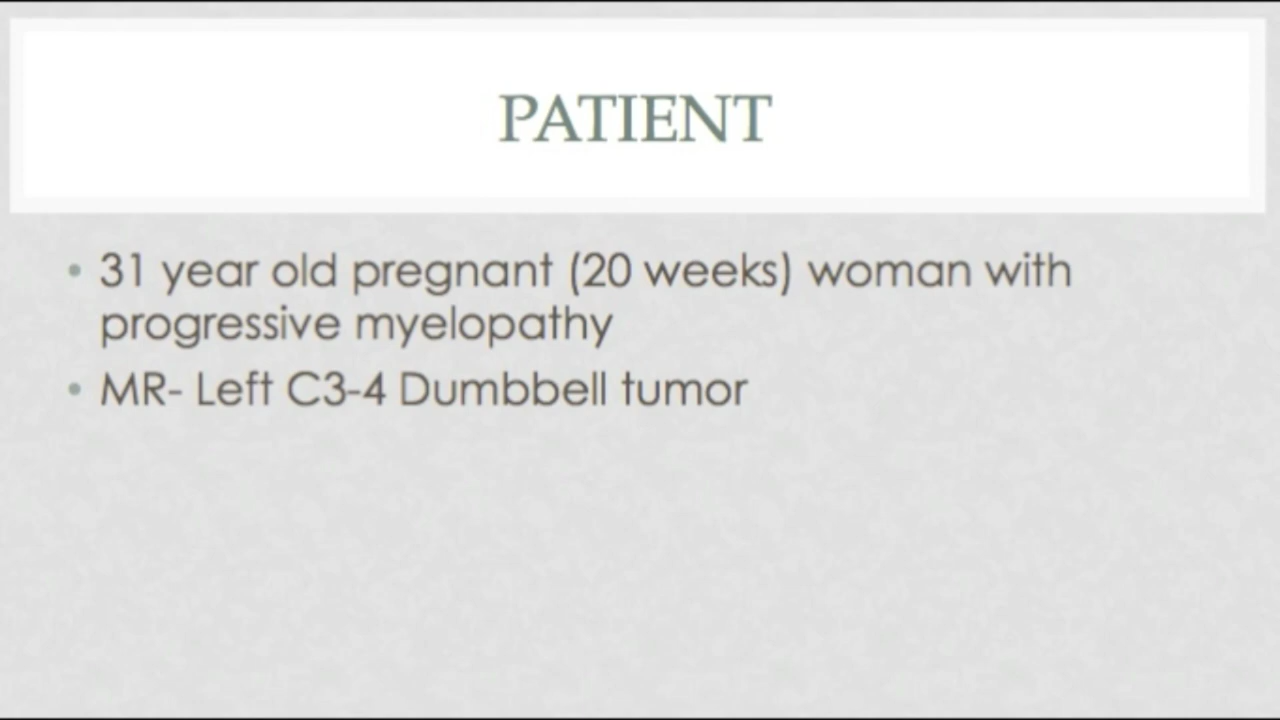 PATIENT
• 31 year old pregnant (20 weeks) woman with
progressive myelopathy
• MR- Left C3-4 Dumbbell tumor